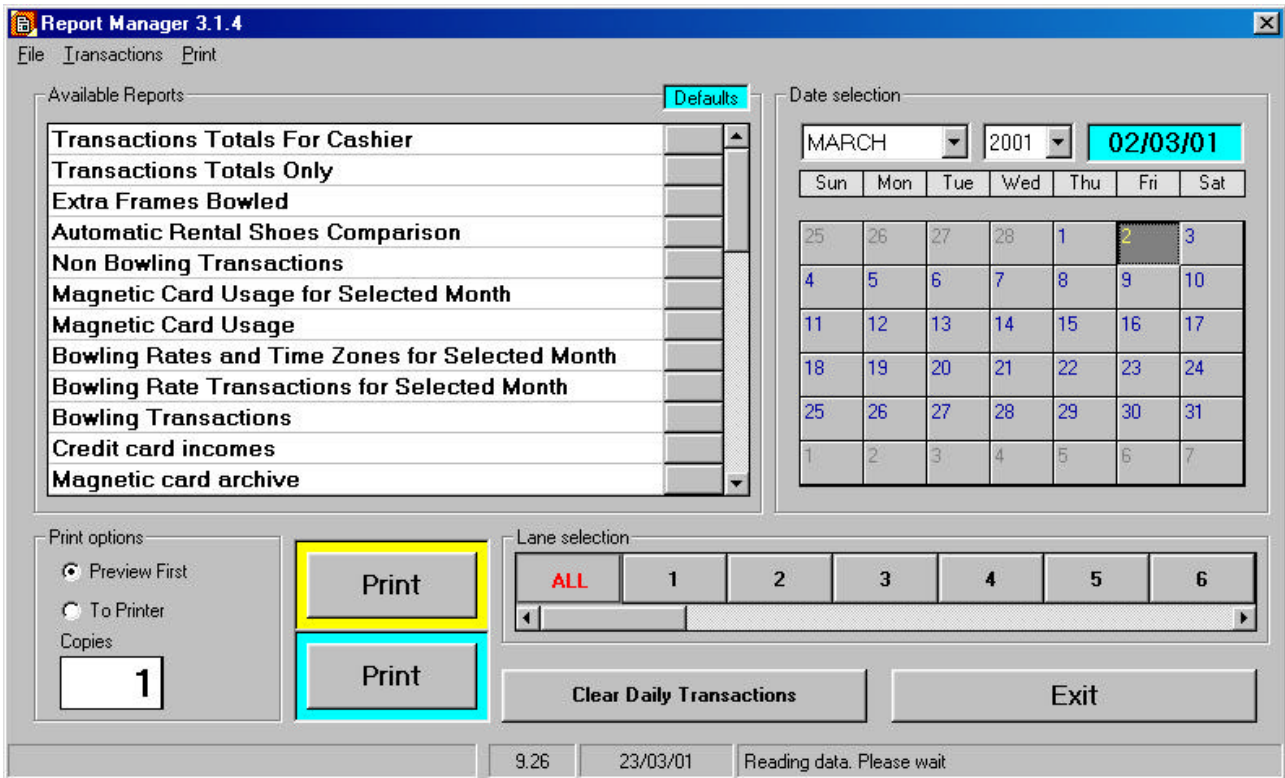 Report Manager 3.1.4
File Transactions Print
Available Reports
Defaults
Transactions Totals For Cashier
Transactions Totals Only
Extra Frames Bowled
Automatic Rental Shoes Comparison
Non Bowling Transactions
Magnetic Card Usage for Selected Month
Magnetic Card Usage
Bowling Rates and Time Zones for Selected Month
Bowling Rate Transactions for Selected Month
Bowling Transactions
Credit card incomes
Magnetic card archive
Date selection
MARCH 2001 02/03/01
Sun Mon Tue Wed Thu Fri Sat
25 26 27 28 1 2 3
4 5 6 7 8 9 10
11 12 13 14 15 16 17
18 19 20 21 22 23 24
25 26 27 28 29 30 31
1 2 3 4 5 6 7
Print options
Preview First
To Printer
Copies
1
Print
Print
Lane selection
ALL 1 2 3 4 5 6
Clear Daily Transactions
Exit
9.26 23/03/01 Reading data. Please wait